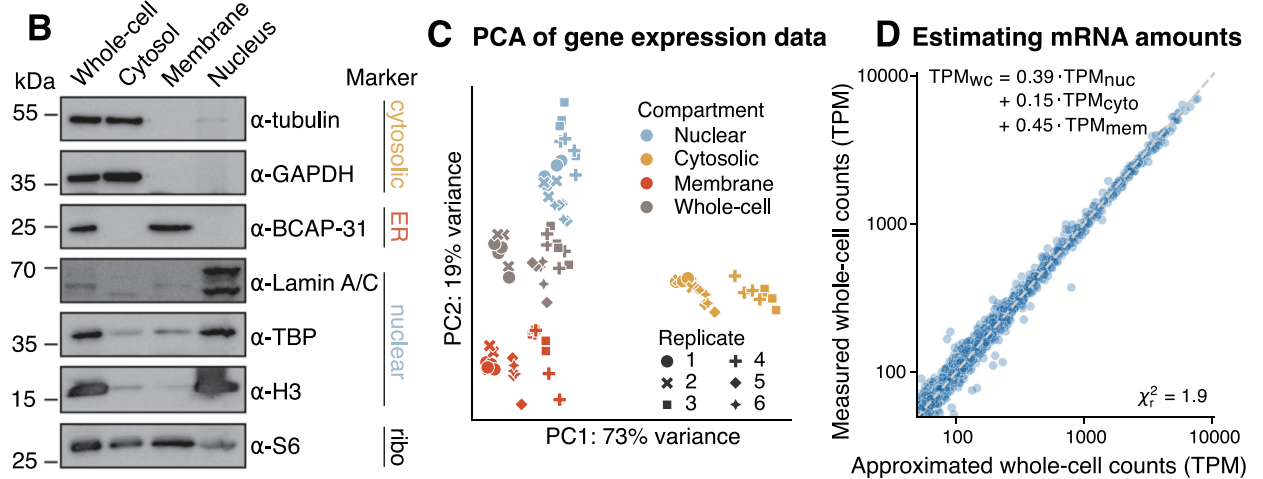 B
Whole-cell
Cytosol
Membrane
Nucleus
kDa
Marker
55
α-tubulin
35
α-GAPDH
cytosolic
25
α-BCAP-31
ER
70
α-Lamin A/C
35
α-TBP
15
α-H3
nuclear
25
α-S6
ribo
C PCA of gene expression data
PC2: 19% variance
PC1: 73% variance
Compartment
Nuclear
Cytosolic
Membrane
Whole-cell
Replicate
1 4
2 5
3 6
D Estimating mRNA amounts
Measured whole-cell counts (TPM)
10000
1000
100
TPMwc = 0.39·TPMnuc
+ 0.15·TPMcyto
+ 0.45·TPMmem
χ²r = 1.9
100 1000 10000
Approximated whole-cell counts (TPM)